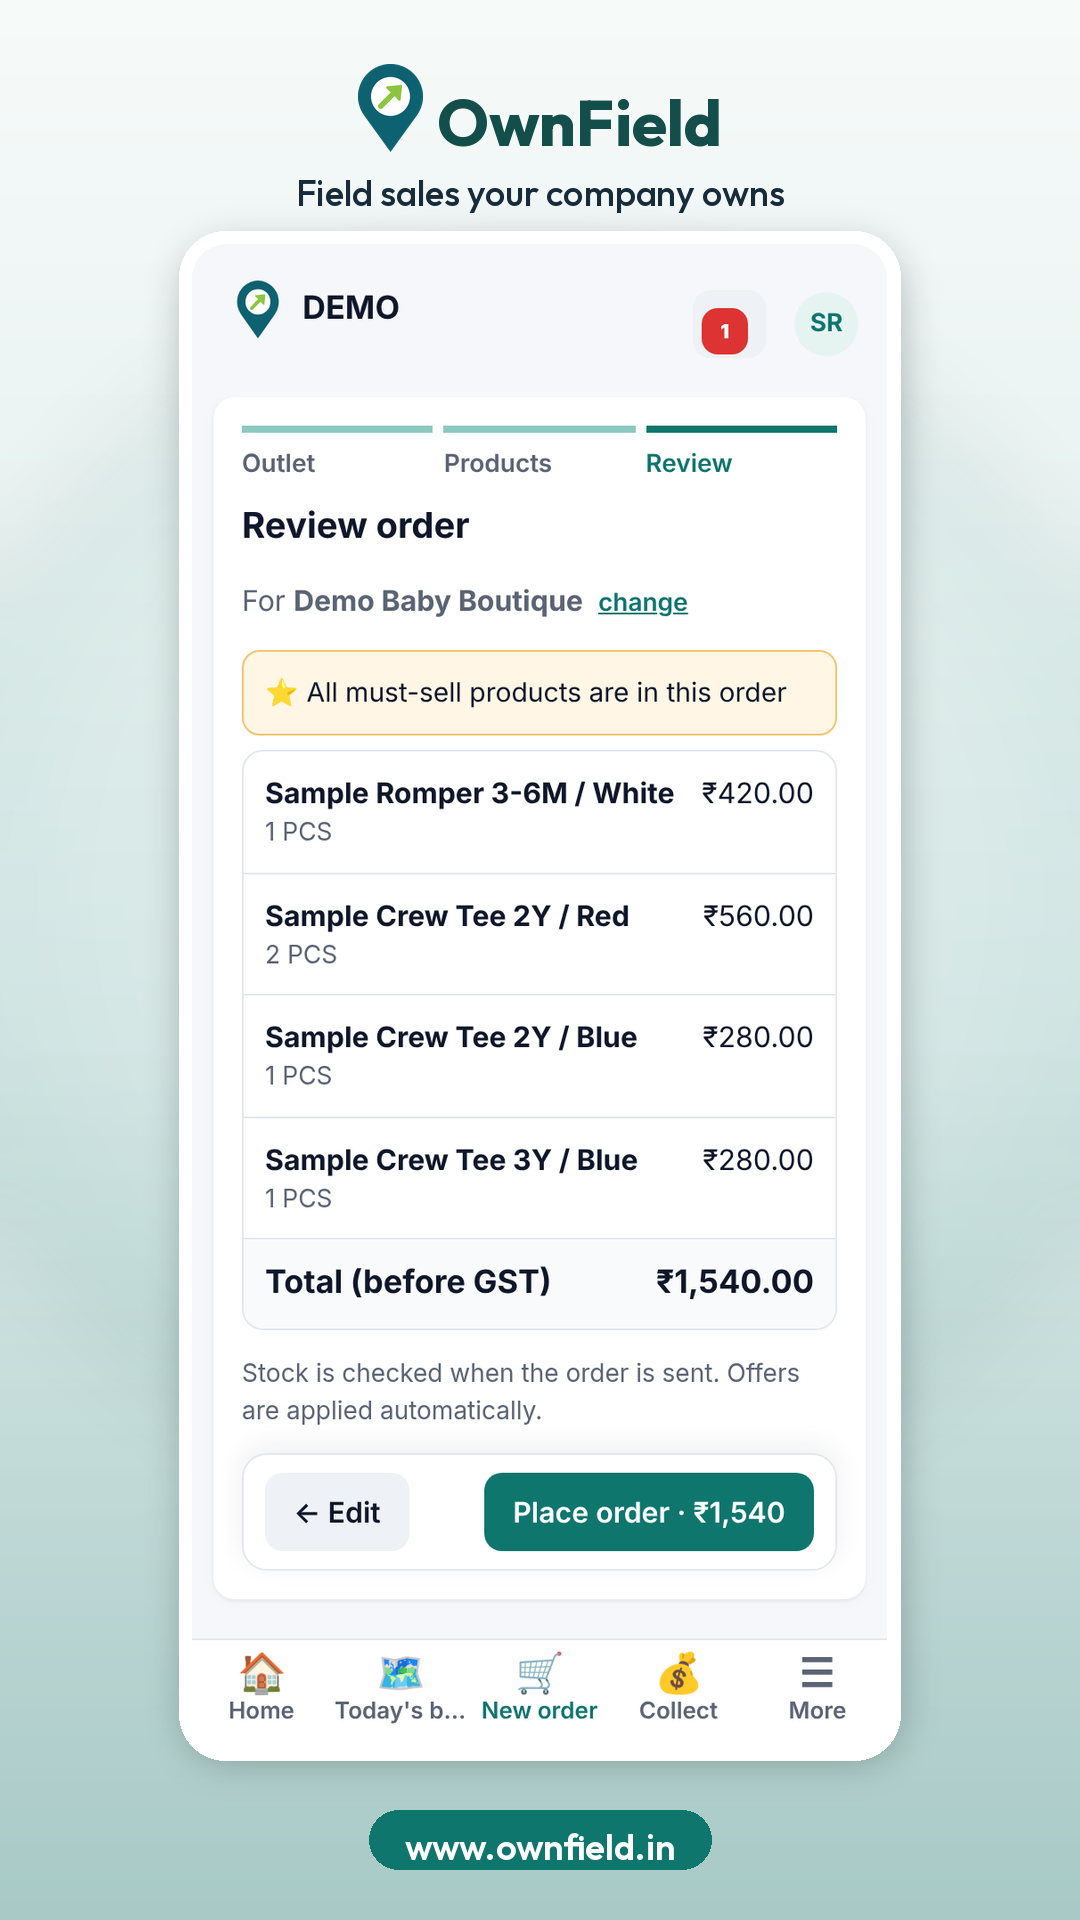 OwnField
Field sales your company owns
DEMO
1
SR
Outlet
Products
Review
Review order
For Demo Baby Boutique change
⭐ All must-sell products are in this order
Sample Romper 3-6M / White ₹420.00
1 PCS
Sample Crew Tee 2Y / Red ₹560.00
2 PCS
Sample Crew Tee 2Y / Blue ₹280.00
1 PCS
Sample Crew Tee 3Y / Blue ₹280.00
1 PCS
Total (before GST) ₹1,540.00
Stock is checked when the order is sent. Offers
are applied automatically.
← Edit
Place order · ₹1,540
Home
Today's b...
New order
Collect
More
www.ownfield.in